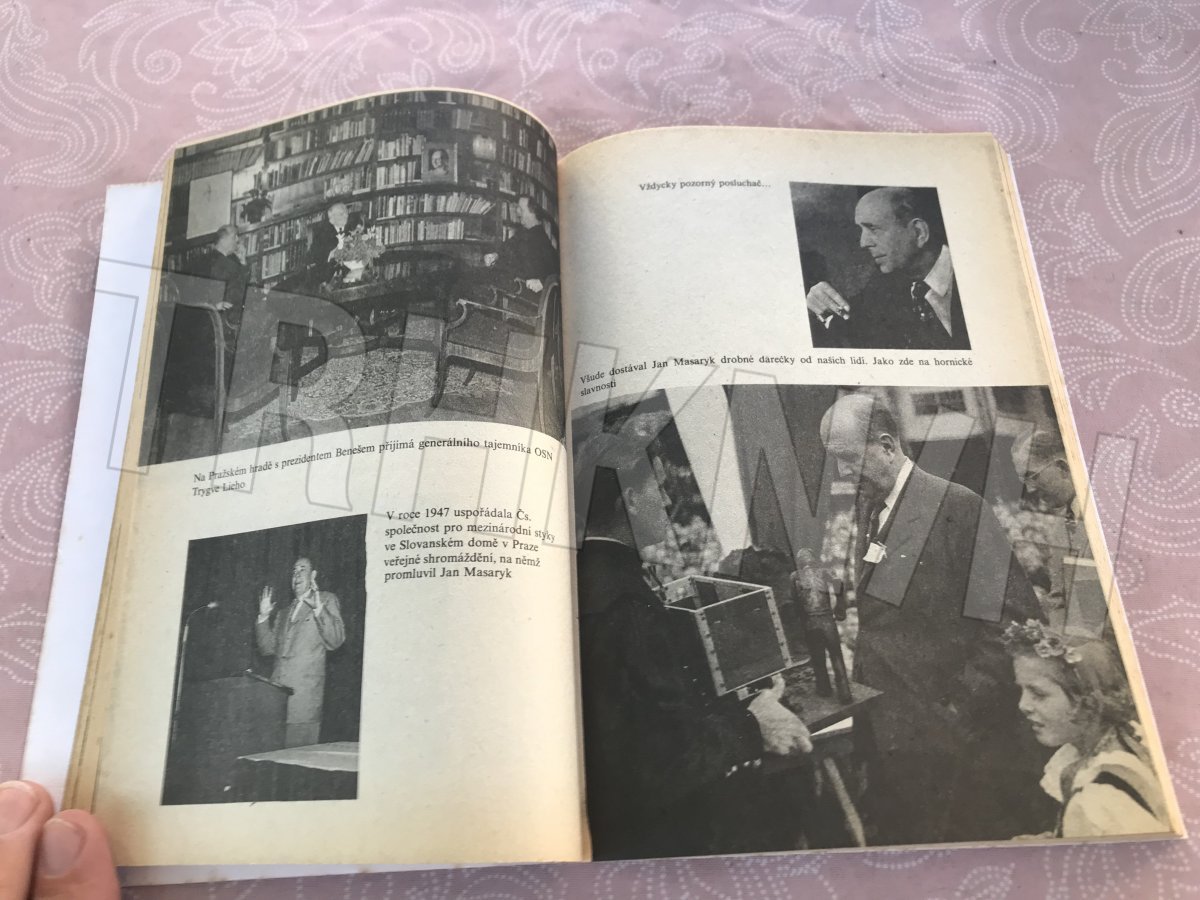 Na Pražském hradě s prezidentem Benešem přijímá generálního tajemníka OSN
Trygve Lieho
V roce 1947 uspořádala Čs.
společnost pro mezinárodní styky
ve Slovanském domě v Praze
veřejné shromáždění, na němž
promluvil Jan Masaryk
Vždycky pozorný posluchač...
Všude dostával Jan Masaryk drobné dárečky od našich lidí. Jako zde na hornické
slavnosti